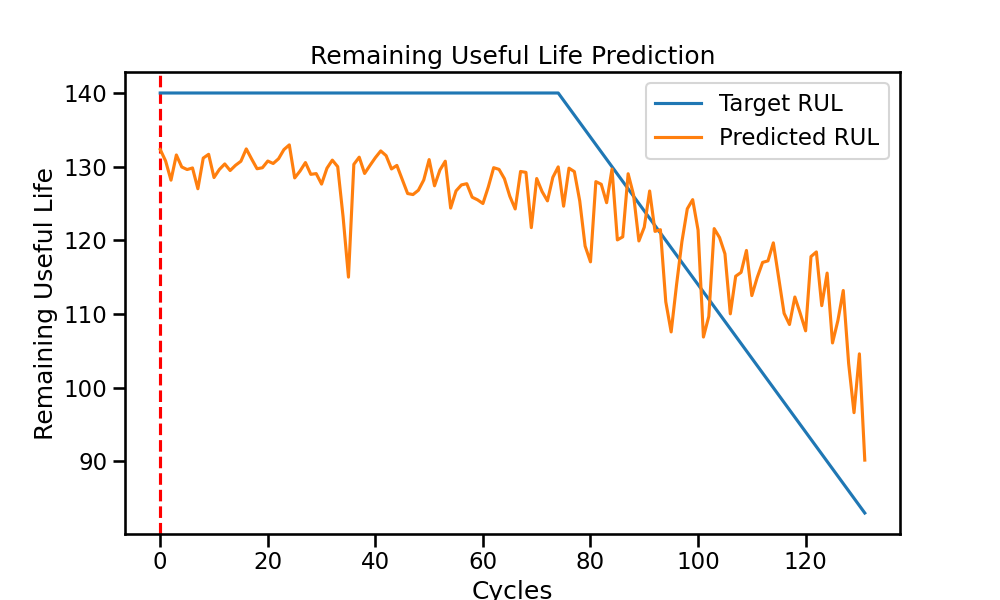 Remaining Useful Life Prediction
Target RUL
Predicted RUL
Remaining Useful Life
140
130
120
110
100
90
0 20 40 60 80 100 120
Cycles